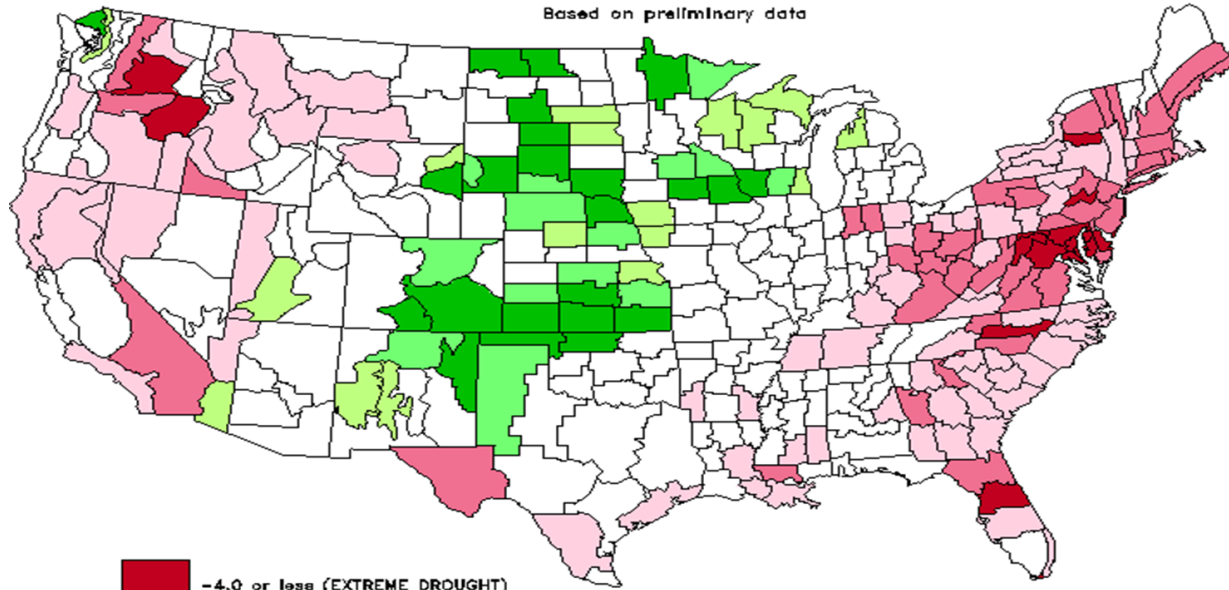 Based on preliminary data
-4.0 or less (EXTREME DROUGHT)